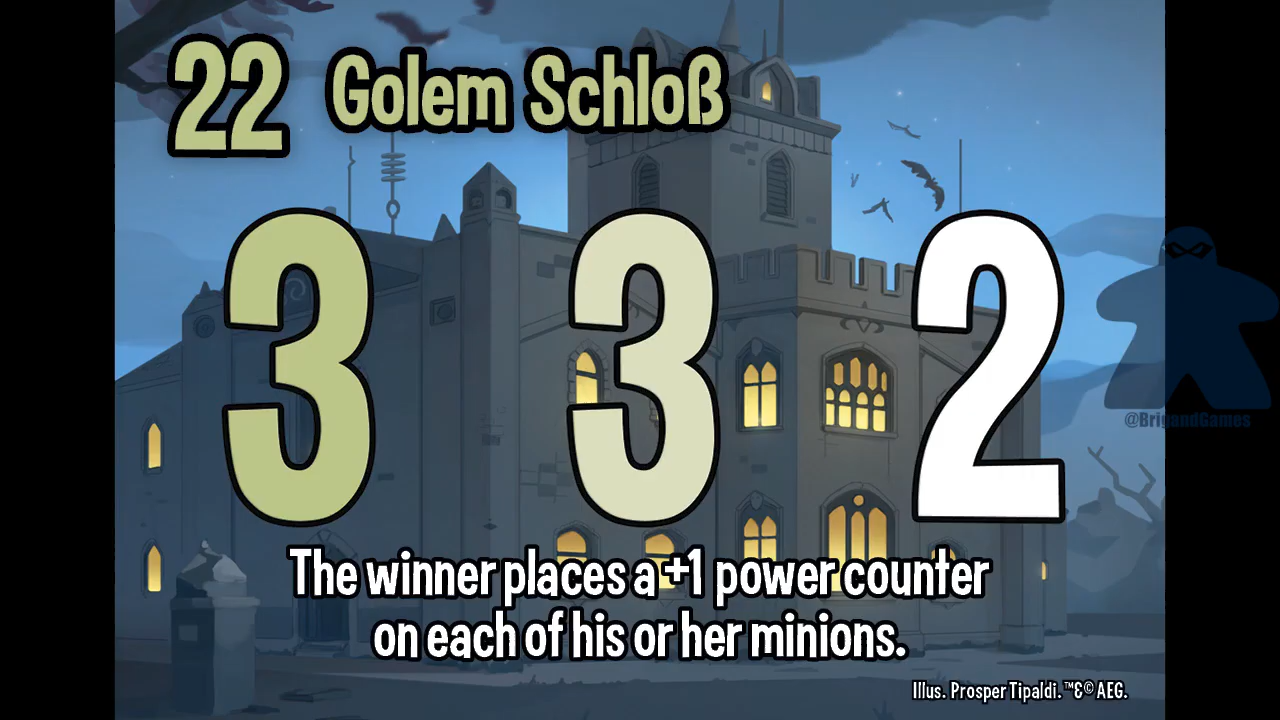 22 Golem Schloß
3 3 2
@BrigandGames
The winner places a +1 power counter
on each of his or her minions.
Illus. Prosper Tipaldi.™&© AEG.